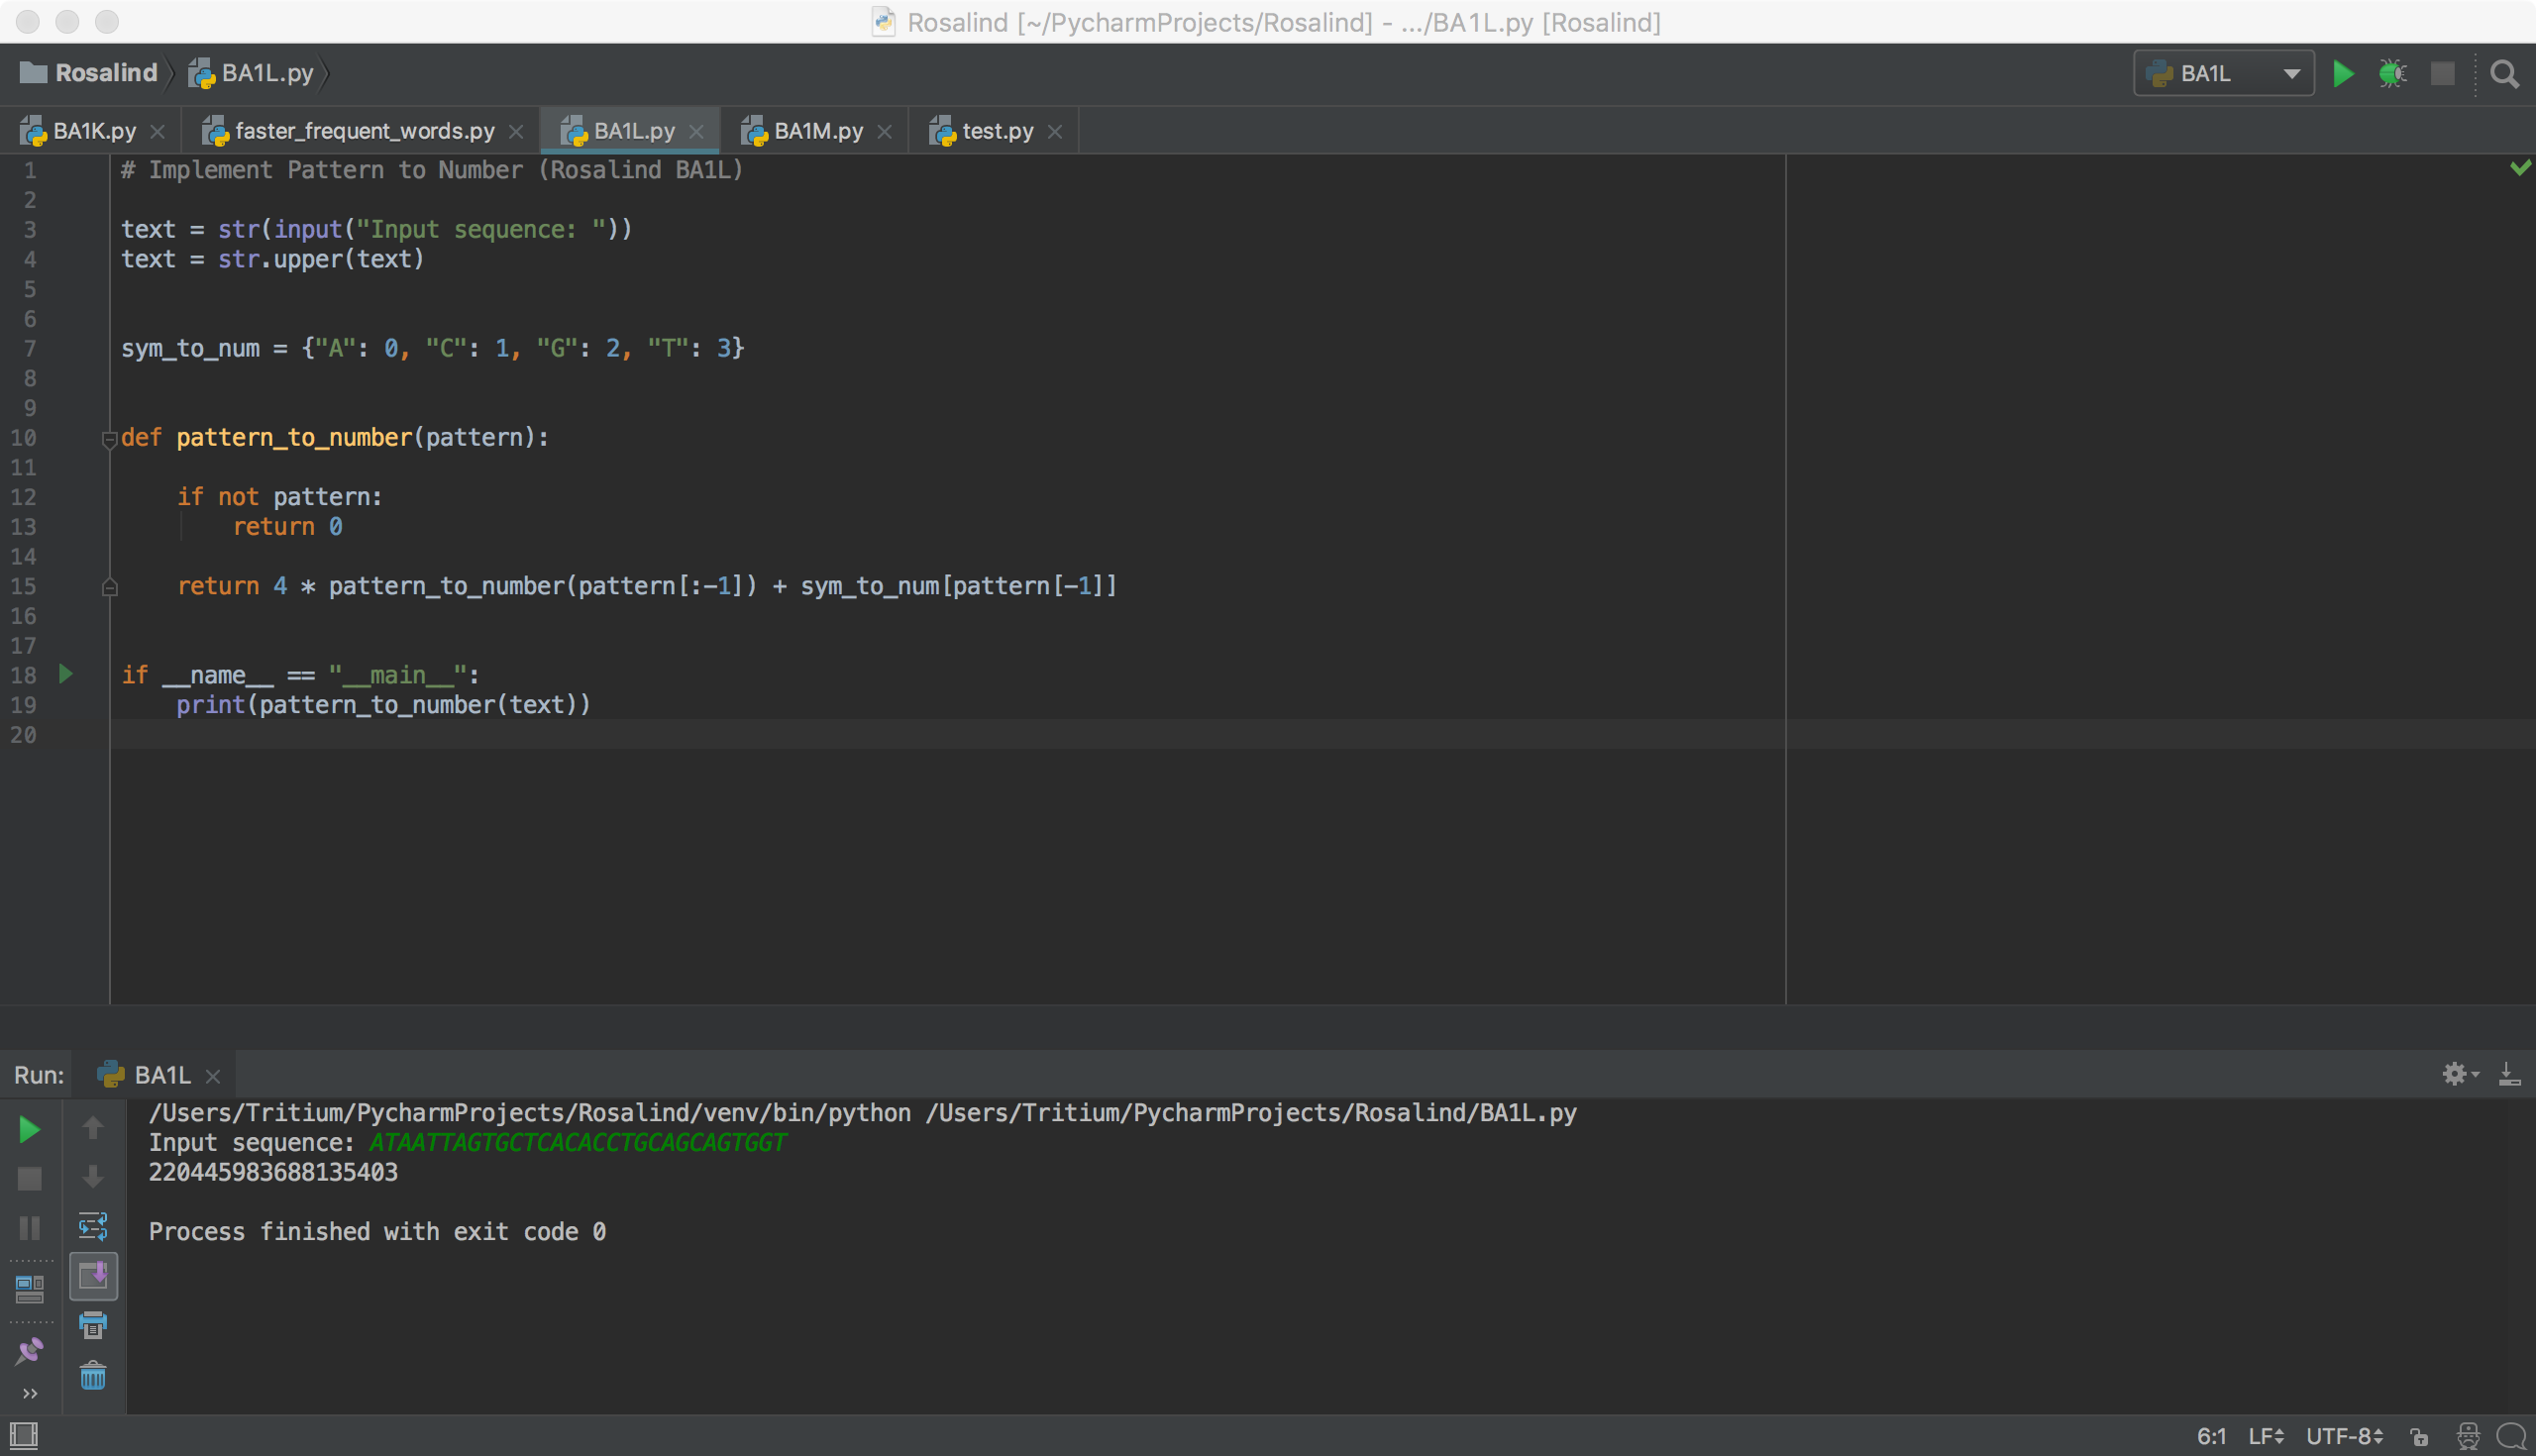 Rosalind [~/PycharmProjects/Rosalind] - .../BA1L.py [Rosalind]
Rosalind BA1L.py BA1L
BA1K.py faster_frequent_words.py BA1L.py BA1M.py test.py
1 # Implement Pattern to Number (Rosalind BA1L)
2
3 text = str(input("Input sequence: "))
4 text = str.upper(text)
5
6
7 sym_to_num = {"A": 0, "C": 1, "G": 2, "T": 3}
8
9
10 def pattern_to_number(pattern):
11
12 if not pattern:
13 return 0
14
15 return 4 * pattern_to_number(pattern[:-1]) + sym_to_num[pattern[-1]]
16
17
18 if __name__ == "__main__":
19 print(pattern_to_number(text))
20
Run: BA1L
/Users/Tritium/PycharmProjects/Rosalind/venv/bin/python /Users/Tritium/PycharmProjects/Rosalind/BA1L.py
Input sequence: ATAATTAGTGCTCACACCTGCAGCAGTGGT
220445983688135403
Process finished with exit code 0
6:1 LF UTF-8